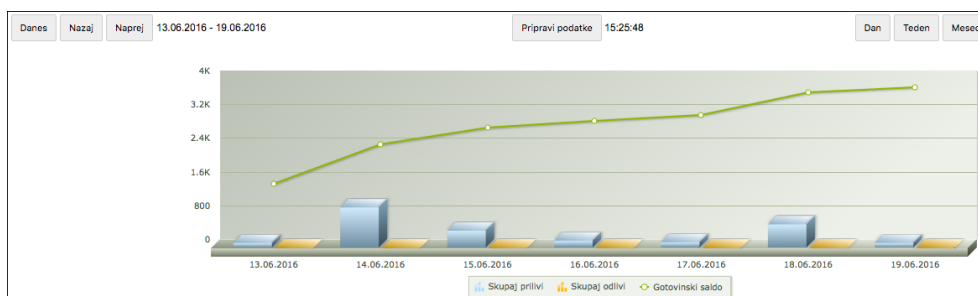 Danes Nazaj Naprej 13.06.2016 - 19.06.2016 Pripravi podatke 15:25:48 Dan Teden Mesec
4K
3.2K
2.4K
1.6K
800
0
13.06.2016 14.06.2016 15.06.2016 16.06.2016 17.06.2016 18.06.2016 19.06.2016
Skupaj prilivi Skupaj odlivi Gotovinski saldo